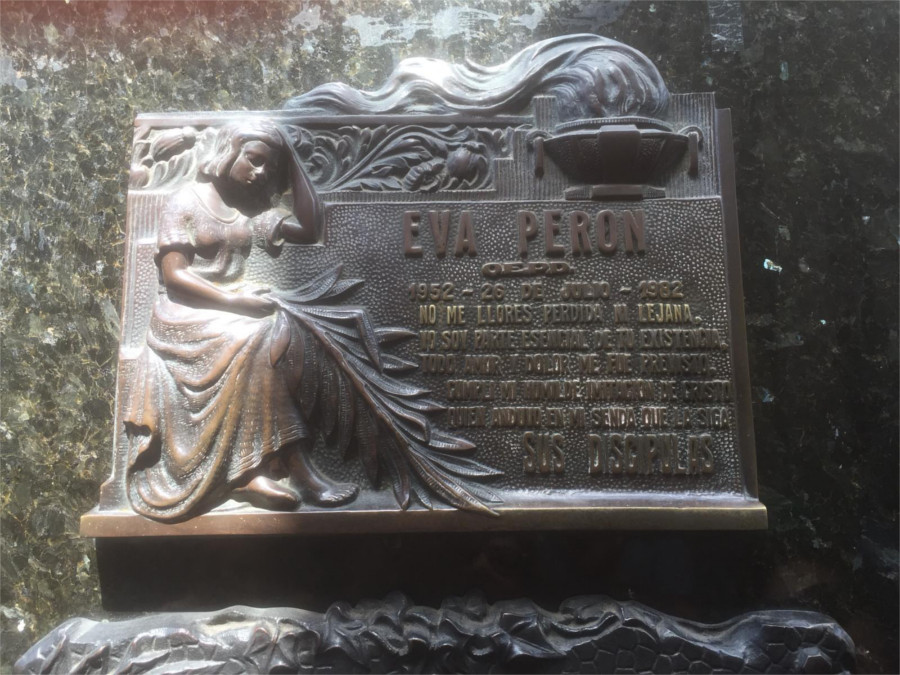 EVA PERON
O.E.P.D.
1952 - 26 DE JULIO - 1982
NO ME LLORES PERDIDA NI LEJANA
YO SOY PARTE ESENCIAL DE TU EXISTENCIA
TODO AMOR Y DOLOR ME FUE PREVISTO
CUMPLI MI HUMILDE IMITACION DE CRISTO
QUIEN ANDUVO EN MI SENDA QUE LA SIGA
SUS DISCIPULAS